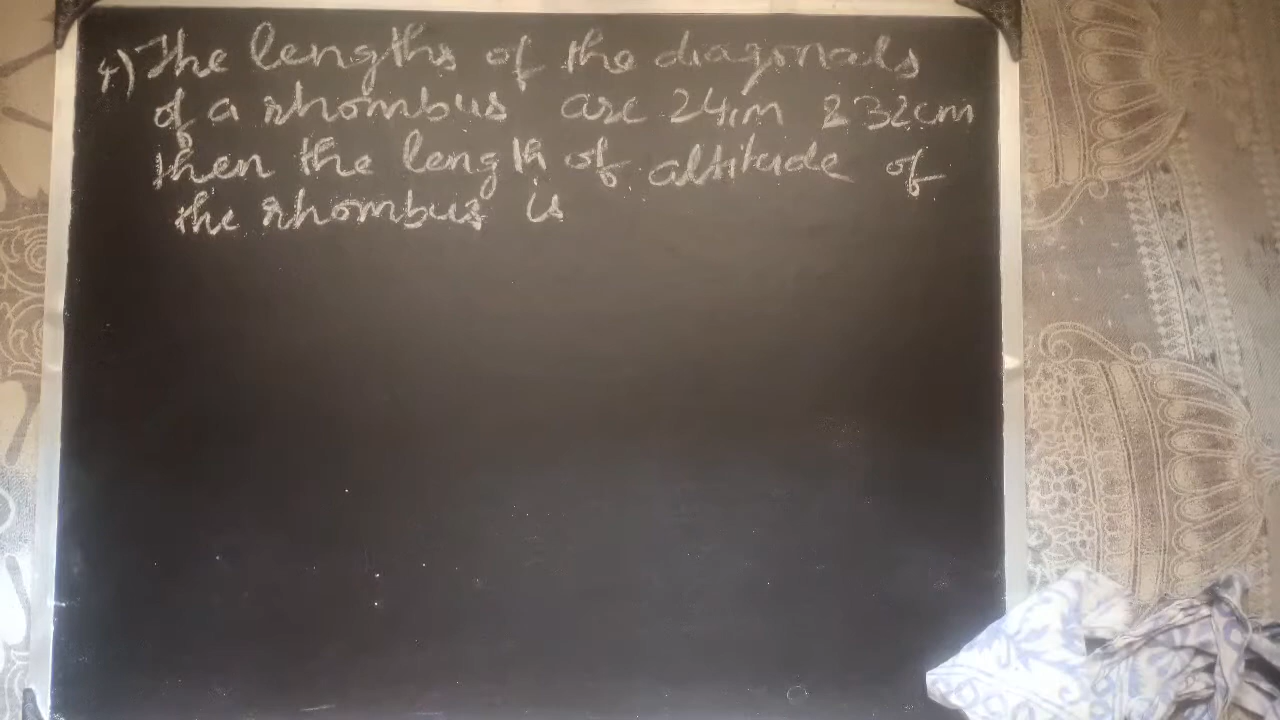 4) The lengths of the diagonals
of a rhombus are 24cm & 32cm
then the length of altitude of
the rhombus is